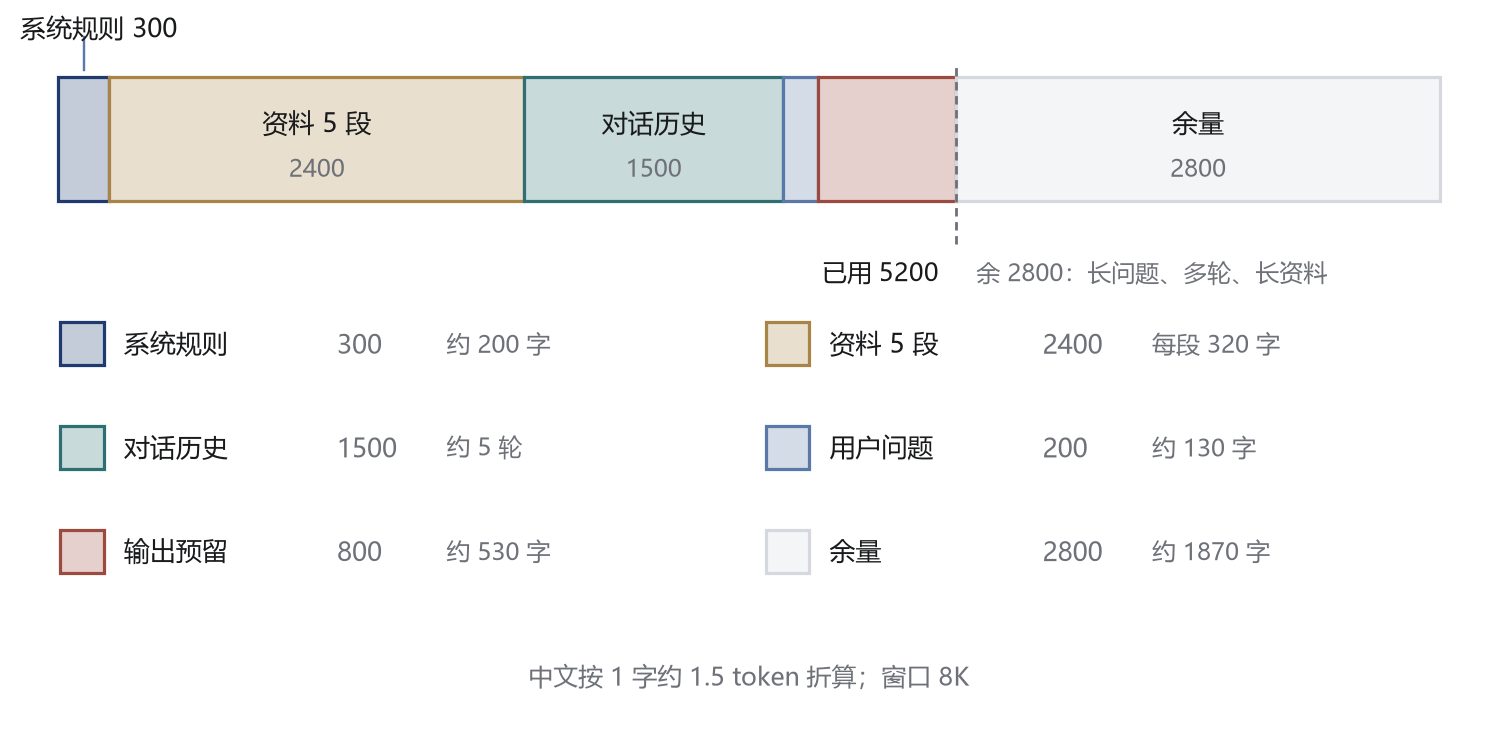 系统规则 300
资料 5 段
2400
对话历史
1500
余量
2800
已用 5200
余 2800：长问题、多轮、长资料
系统规则 300 约 200 字
资料 5 段 2400 每段 320 字
对话历史 1500 约 5 轮
用户问题 200 约 130 字
输出预留 800 约 530 字
余量 2800 约 1870 字
中文按 1 字约 1.5 token 折算；窗口 8K